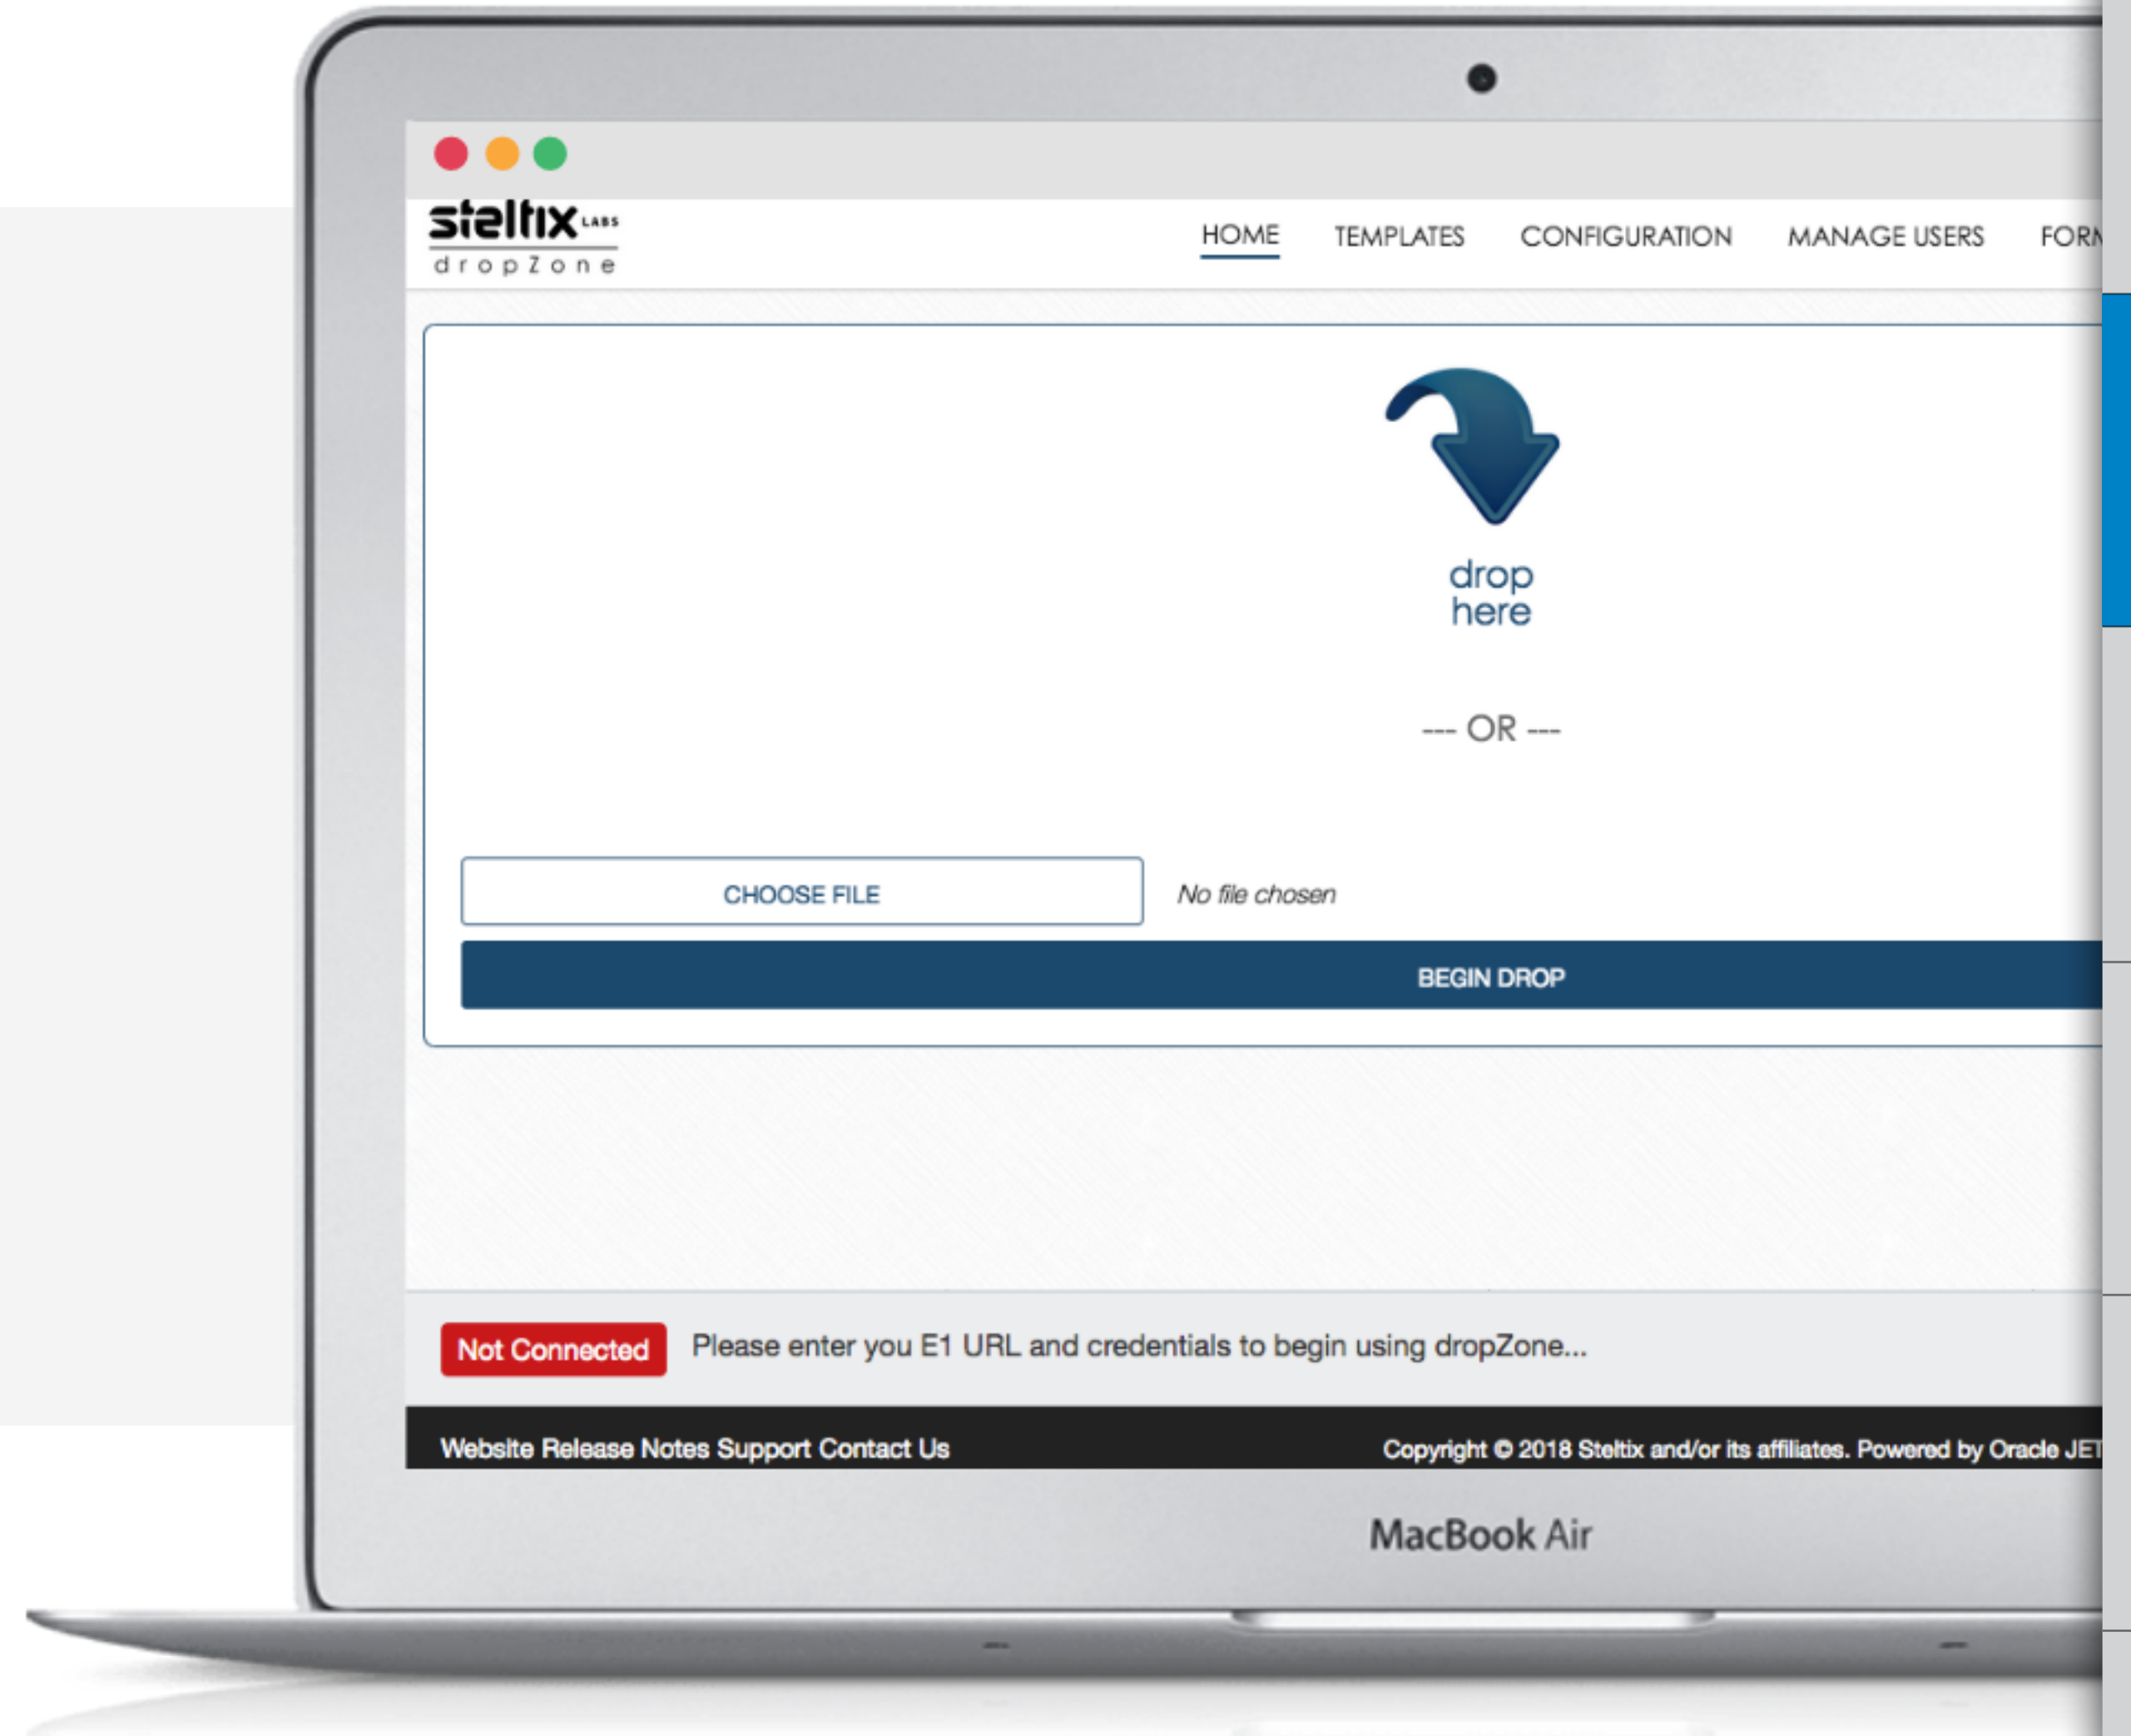 steltix LABS
dropZone
HOME TEMPLATES CONFIGURATION MANAGE USERS
drop
here
--- OR ---
CHOOSE FILE No file chosen
BEGIN DROP
Not Connected Please enter you E1 URL and credentials to begin using dropZone...
Website Release Notes Support Contact Us Copyright © 2018 Steltix and/or its affiliates. Powered by Oracle JET
MacBook Air